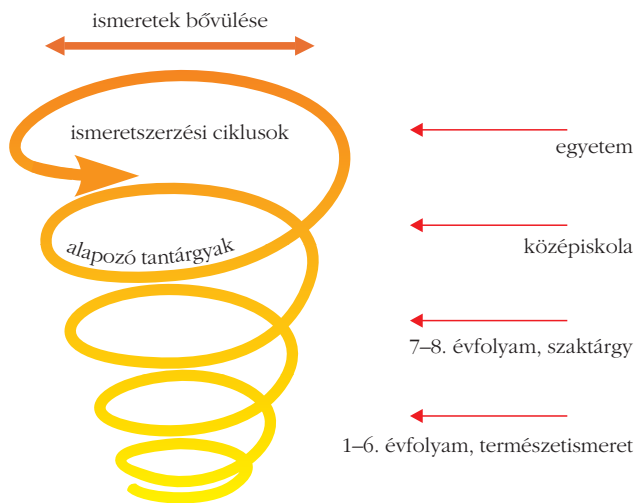 ismeretek bővülése
ismeretszerzési ciklusok
egyetem
alapozó tantárgyak
középiskola
7–8. évfolyam, szaktárgy
1–6. évfolyam, természetismeret